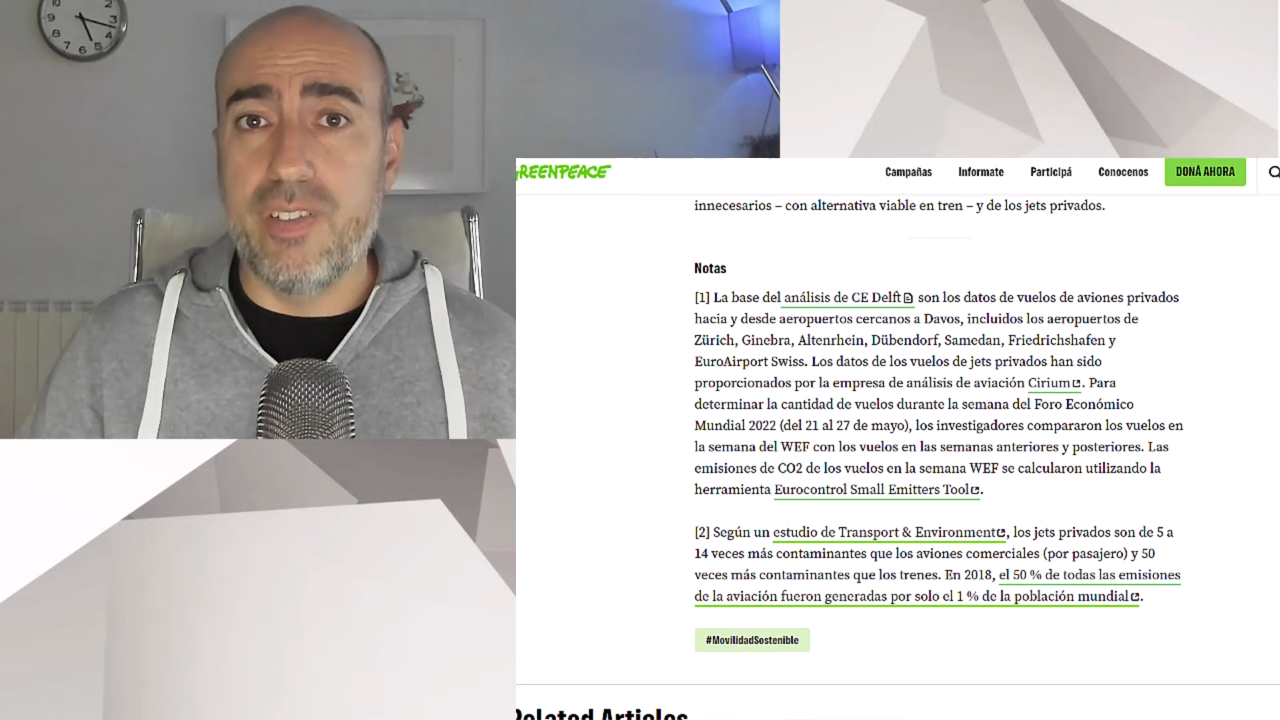 GREENPEACE
Campañas Informate Participá Conocenos DONÁ AHORA
innecesarios – con alternativa viable en tren – y de los jets privados.
Notas
[1] La base del análisis de CE Delft son los datos de vuelos de aviones privados
hacia y desde aeropuertos cercanos a Davos, incluidos los aeropuertos de
Zürich, Ginebra, Altenrhein, Dübendorf, Samedan, Friedrichshafen y
EuroAirport Swiss. Los datos de los vuelos de jets privados han sido
proporcionados por la empresa de análisis de aviación Cirium. Para
determinar la cantidad de vuelos durante la semana del Foro Económico
Mundial 2022 (del 21 al 27 de mayo), los investigadores compararon los vuelos en
la semana del WEF con los vuelos en las semanas anteriores y posteriores. Las
emisiones de CO2 de los vuelos en la semana WEF se calcularon utilizando la
herramienta Eurocontrol Small Emitters Tool.
[2] Según un estudio de Transport & Environment, los jets privados son de 5 a
14 veces más contaminantes que los aviones comerciales (por pasajero) y 50
veces más contaminantes que los trenes. En 2018, el 50 % de todas las emisiones
de la aviación fueron generadas por solo el 1 % de la población mundial.
#MovilidadSostenible
Related Articles